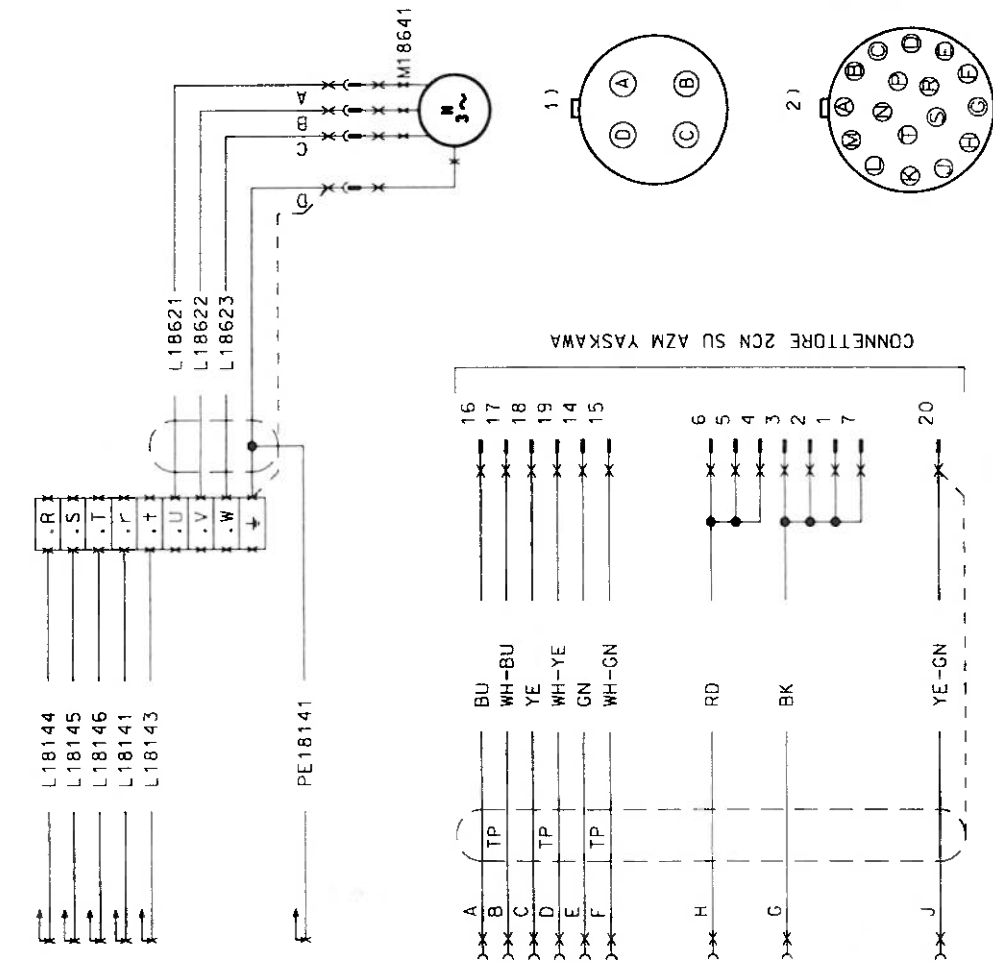 M18641
A
B
C
D
M
3~
L18621
L18622
L18623
.R
.S
.T
.r
.t
.U
.V
.W
L18144
L18145
L18146
L18141
L18143
PE18141
1)
A
B
C
D
2)
A
B
C
D
E
F
G
H
J
K
L
M
N
P
R
S
T
CONNETTORE 2CN SU AZM YASKAWA
16
17
18
19
14
15
6
5
4
3
2
1
7
20
BU
WH-BU
YE
WH-YE
GN
WH-GN
RD
BK
YE-GN
TP
TP
TP
A
B
C
D
E
F
H
G
J